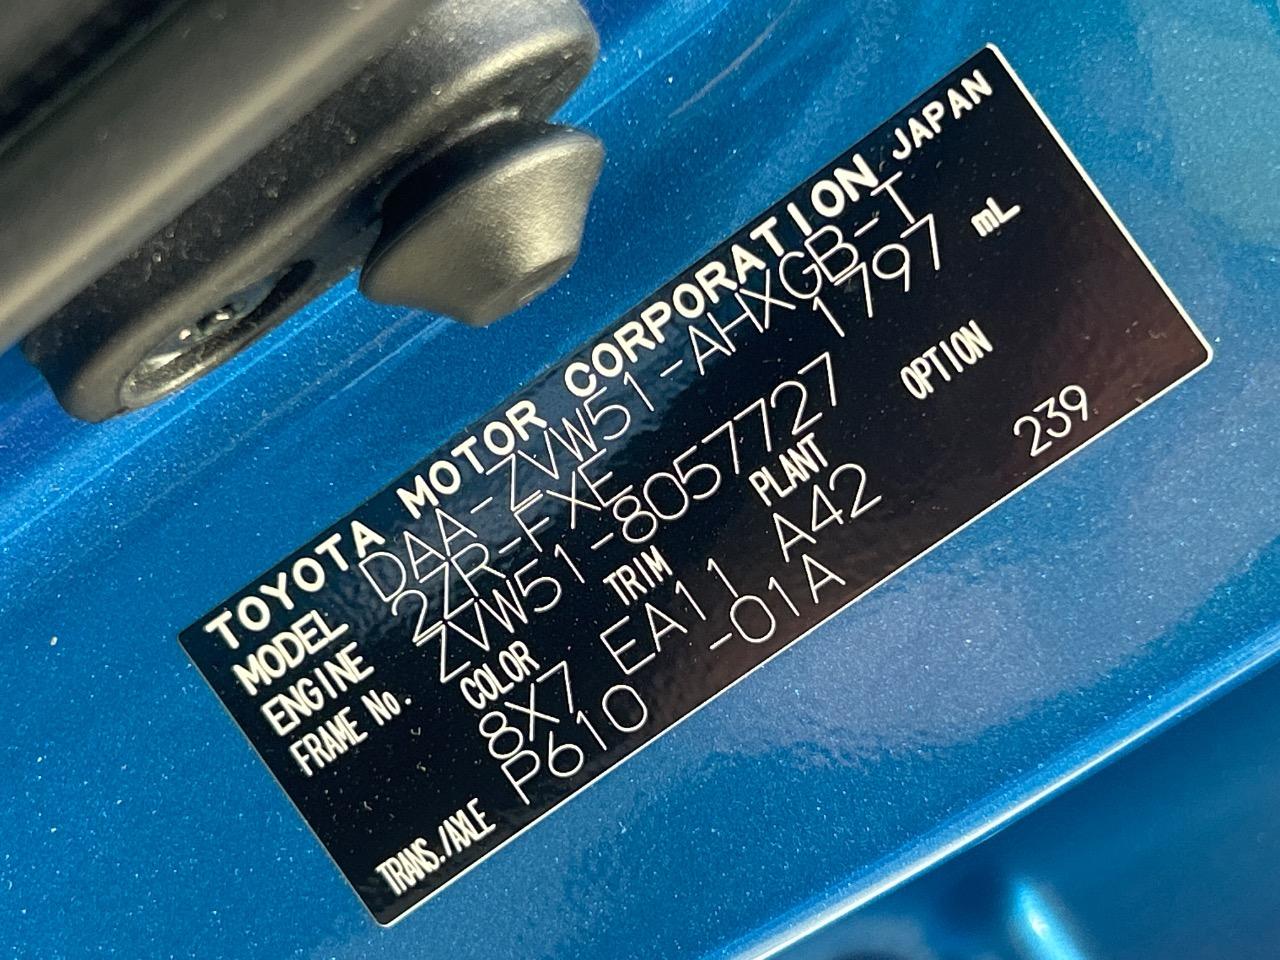 TOYOTA MOTOR CORPORATION JAPAN
MODEL DAA-ZVW51-AHXGB-T
ENGINE 2ZR-FXE 1797 mL
FRAME No. ZVW51-8057727
COLOR TRIM PLANT OPTION
8X7 EA11 A42 239
TRANS./AXLE P610 -01A